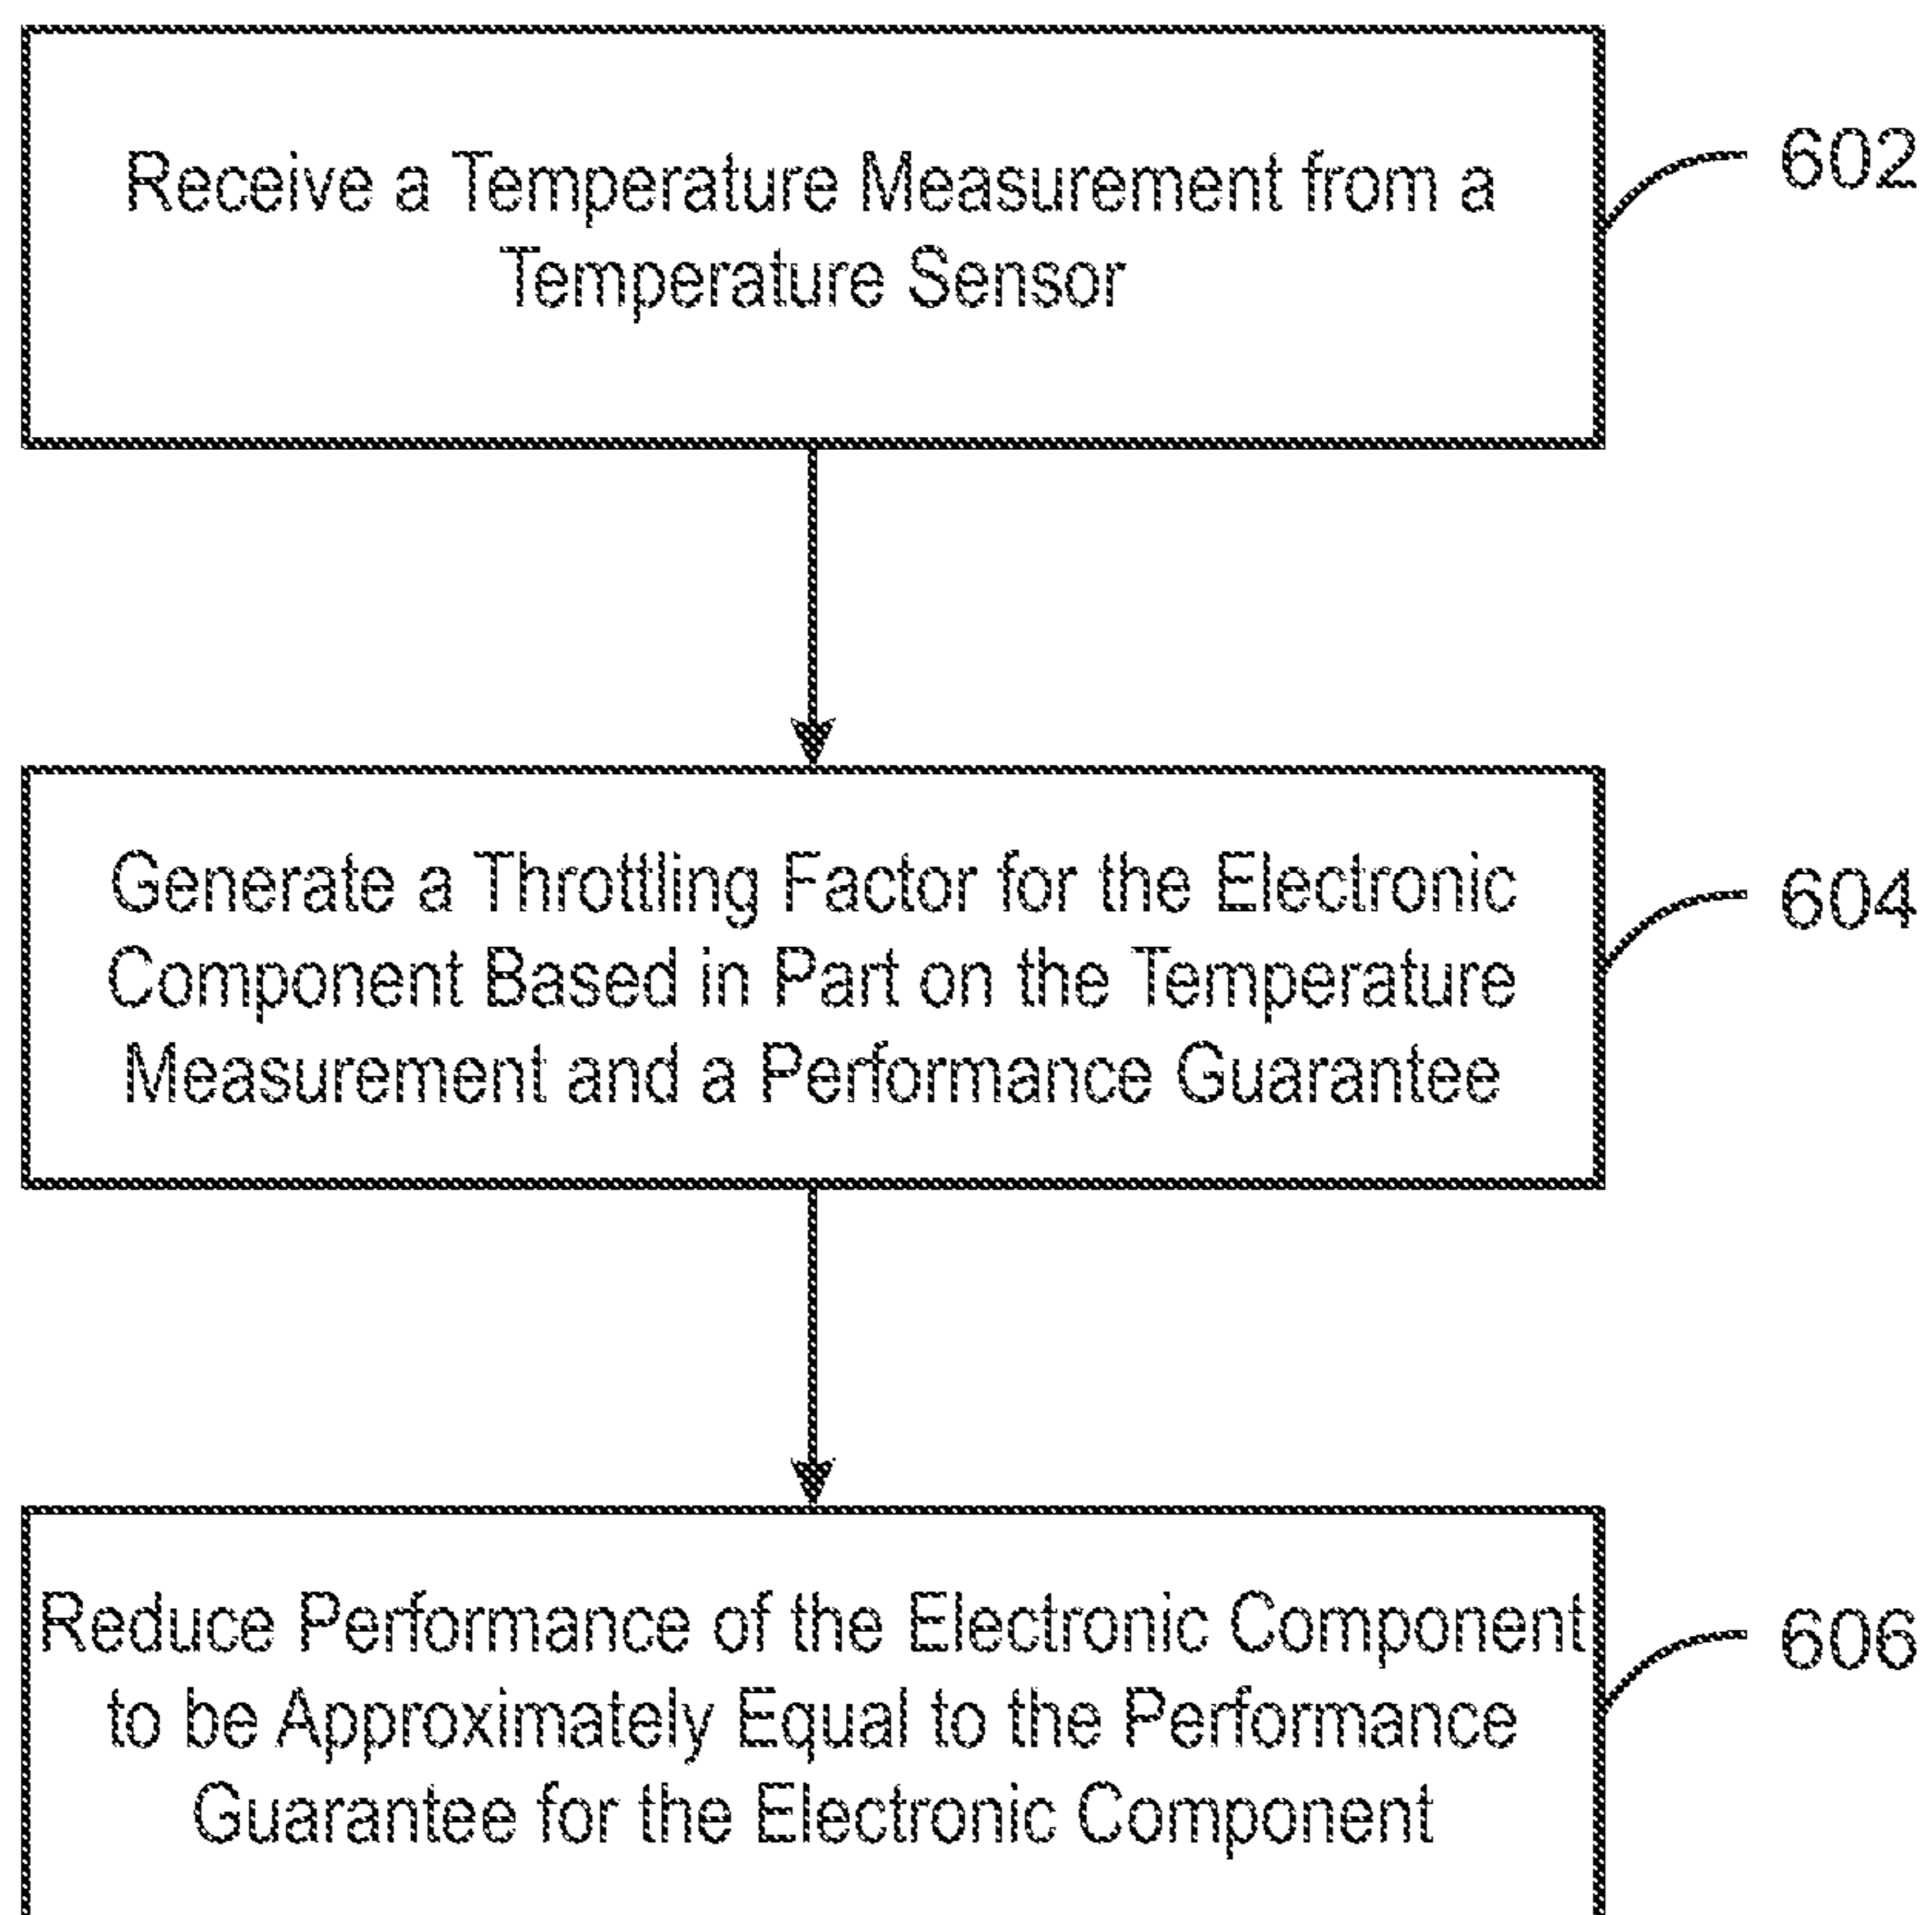 Receive a Temperature Measurement from a
Temperature Sensor
602
Generate a Throttling Factor for the Electronic
Component Based in Part on the Temperature
Measurement and a Performance Guarantee
604
Reduce Performance of the Electronic Component
to be Approximately Equal to the Performance
Guarantee for the Electronic Component
606